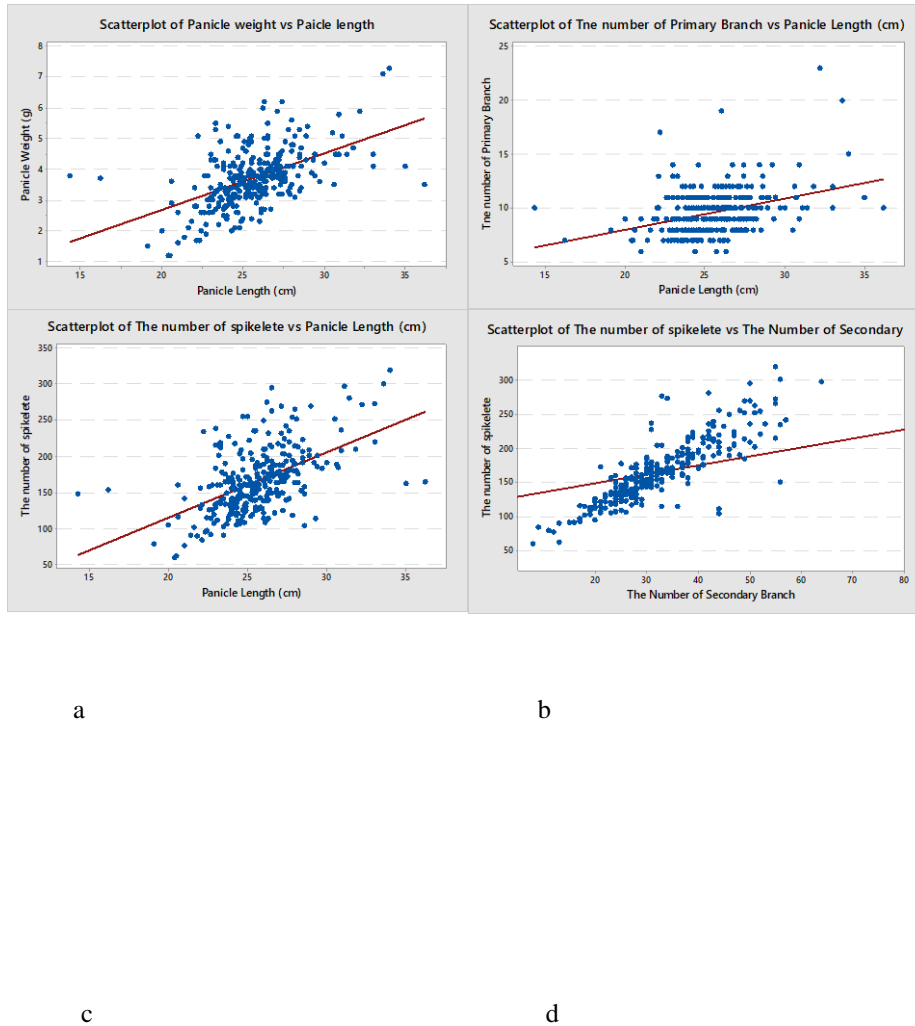 Scatterplot of Panicle weight vs Paicle length
8
7
6
5
4
3
2
1
Panicle Weight (g)
15 20 25 30 35
Panicle Length (cm)
Scatterplot of Tne number of Primary Branch vs Panicle Length (cm)
25
20
15
10
5
Tne number of Primary Branch
15 20 25 30 35
Panicle Length (cm)
Scatterplot of The number of spikelete vs Panicle Length (cm)
350
300
250
200
150
100
50
The number of spikelete
15 20 25 30 35
Panicle Length (cm)
Scatterplot of The number of spikelete vs The Number of Secondary
300
250
200
150
100
50
The number of spikelete
20 30 40 50 60 70 80
The Number of Secondary Branch
a b
c d